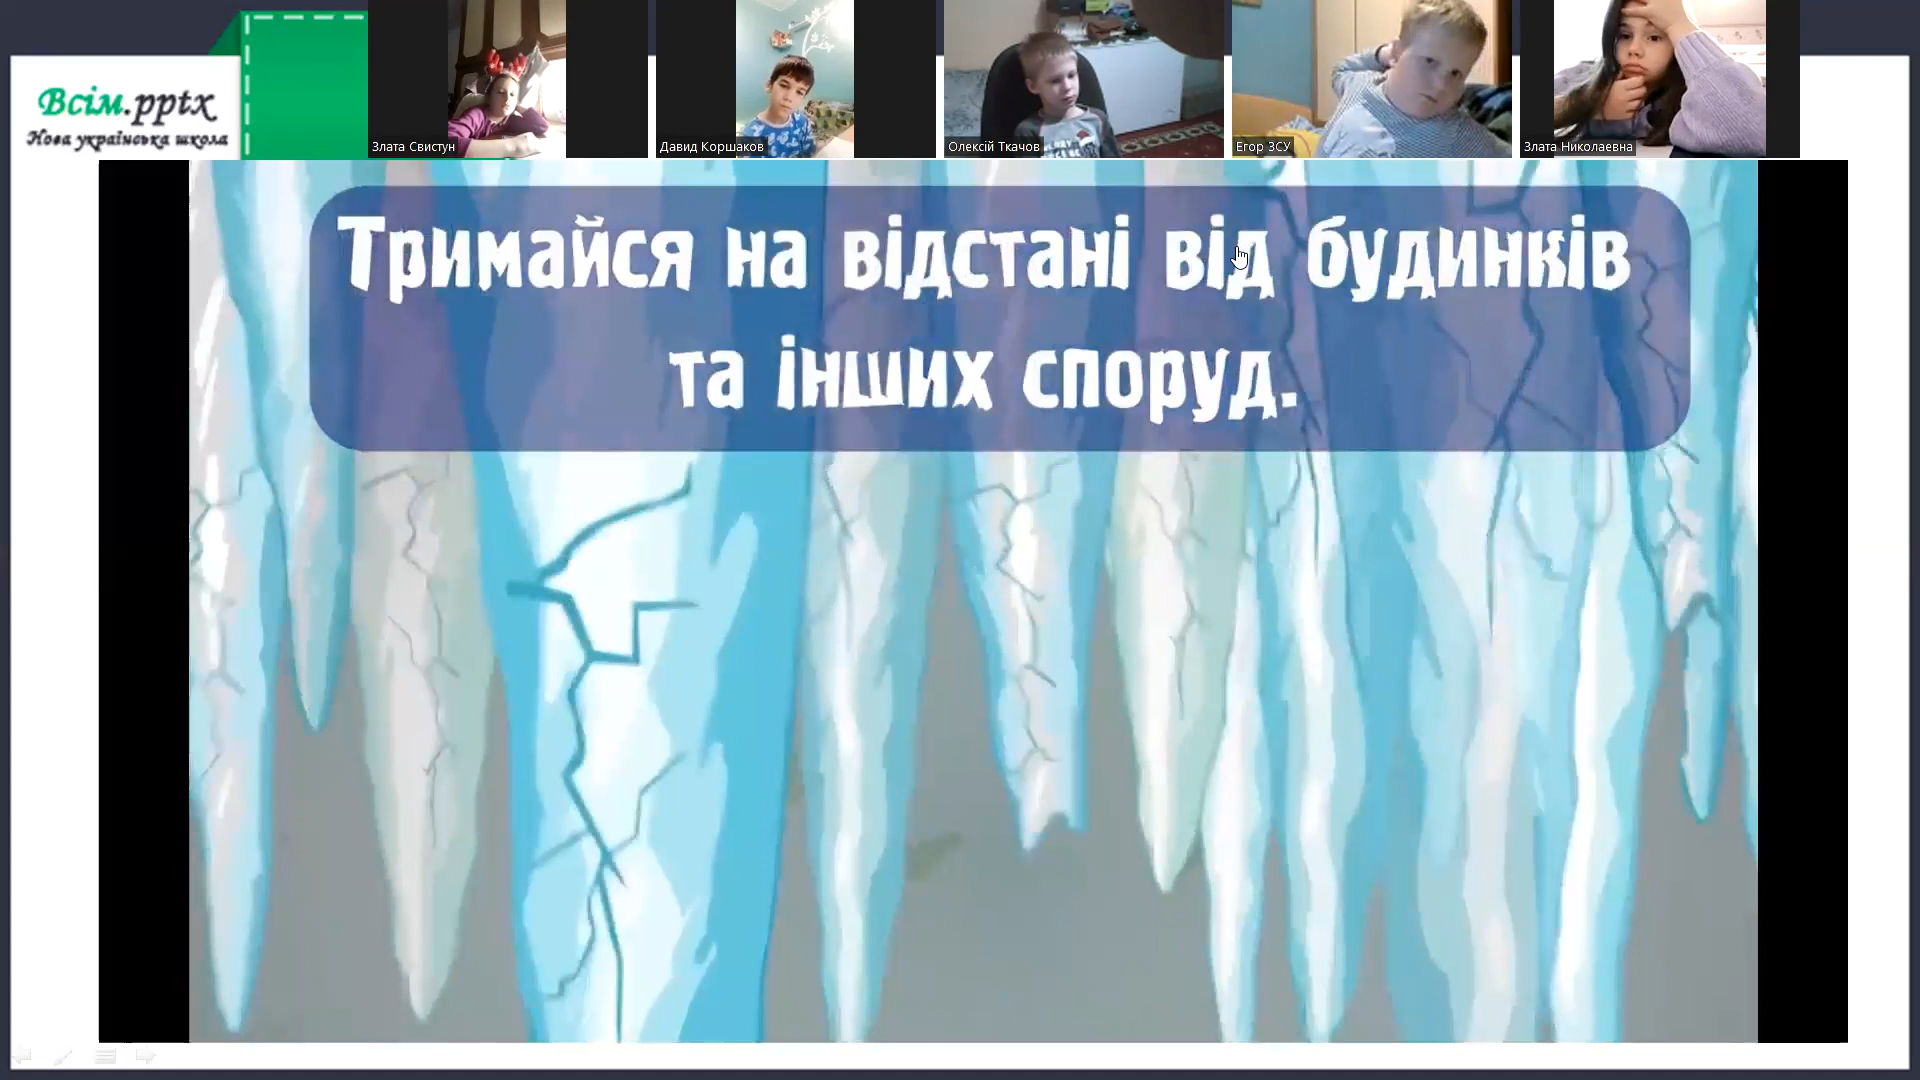 Всім.pptx
Нова українська школа
Злата Свистун
Давид Коршаков
Олексій Ткачов
Егор ЗСУ
Злата Николаевна
Тримайся на відстані від будинків
та інших споруд.